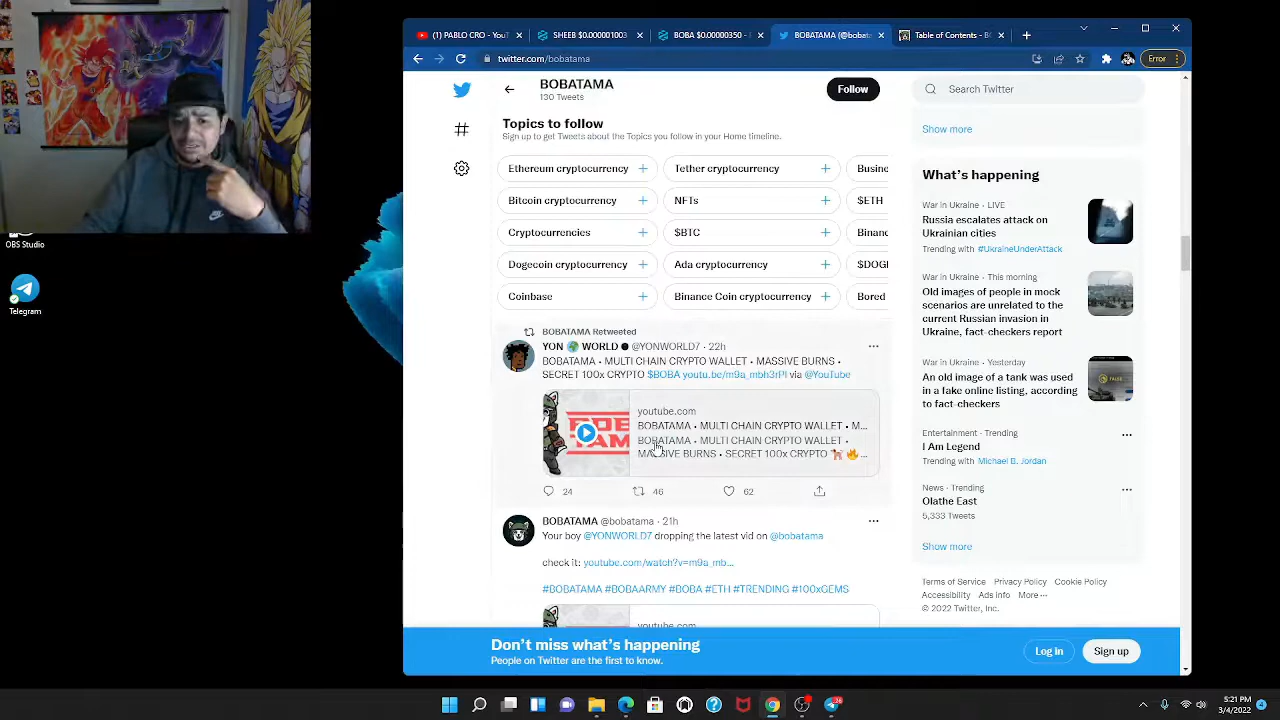 (1) PABLO ORO - YouT
SHEEB $0.00001003
BOBA $0.00000350
BOBATAMA (@bobata
Table of Contents - BO
twitter.com/bobatama
Error
BOBATAMA
130 Tweets
Follow
Search Twitter
Topics to follow
Sign up to get Tweets about the Topics you follow in your Home timeline.
Ethereum cryptocurrency
Tether cryptocurrency
Busine
Bitcoin cryptocurrency
NFTs
$ETH
Cryptocurrencies
$BTC
Binanc
Dogecoin cryptocurrency
Ada cryptocurrency
$DOGE
Coinbase
Binance Coin cryptocurrency
Bored
BOBATAMA Retweeted
YON 🌍 WORLD ● @YONWORLD7 · 22h
BOBATAMA • MULTI CHAIN CRYPTO WALLET • MASSIVE BURNS •
SECRET 100x CRYPTO $BOBA youtu.be/m9a_mbh3rPI via @YouTube
youtube.com
BOBATAMA • MULTI CHAIN CRYPTO WALLET • M...
BOBATAMA • MULTI CHAIN CRYPTO WALLET •
MASSIVE BURNS • SECRET 100x CRYPTO 🔥 ...
24
46
62
BOBATAMA @bobatama · 21h
Your boy @YONWORLD7 dropping the latest vid on @bobatama
check it: youtube.com/watch?v=m9a_mb...
#BOBATAMA #BOBAARMY #BOBA #ETH #TRENDING #100xGEMS
youtube.com
Show more
What's happening
War in Ukraine · LIVE
Russia escalates attack on
Ukrainian cities
Trending with #UkraineUnderAttack
War in Ukraine · This morning
Old images of people in mock
scenarios are unrelated to the
current Russian invasion in
Ukraine, fact-checkers report
War in Ukraine · Yesterday
An old image of a tank was used
in a fake online listing, according
to fact-checkers
FALSE
Entertainment · Trending
I Am Legend
Trending with Michael B. Jordan
News · Trending
Olathe East
5,333 Tweets
Show more
Terms of Service Privacy Policy Cookie Policy
Accessibility Ads info More ···
© 2022 Twitter, Inc.
Don't miss what's happening
People on Twitter are the first to know.
Log in
Sign up
OBS Studio
Telegram
5:21 PM
3/4/2022
4